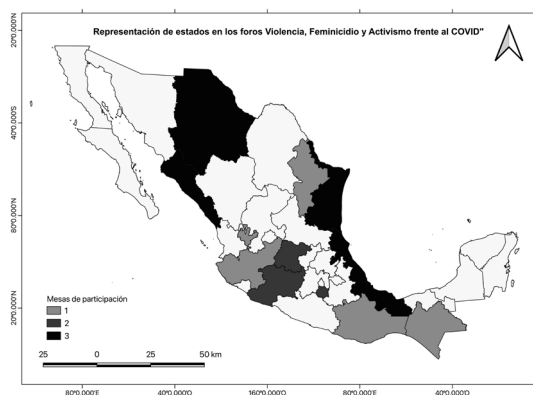 Representación de estados en los foros Violencia, Feminicidio y Activismo frente al COVID"
20°0.000'N
40°0.000'S
80°0.000'N
20°0.000'N
Mesas de participación
1
2
3
25 0 25 50 km
80°0.000'E 40°0.000'N 160°0.000'N 80°0.000'E 40°0.000'N